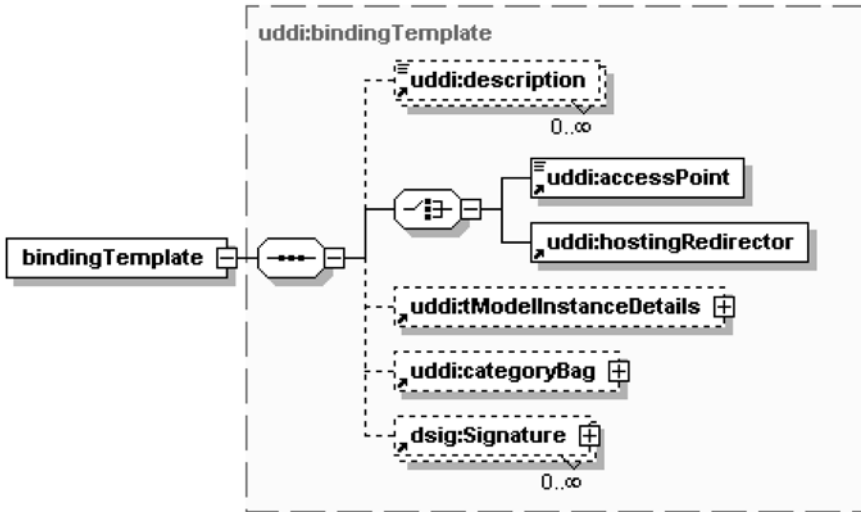 uddi:bindingTemplate
uddi:description
0..∞
uddi:accessPoint
uddi:hostingRedirector
bindingTemplate
uddi:tModelInstanceDetails
uddi:categoryBag
dsig:Signature
0..∞